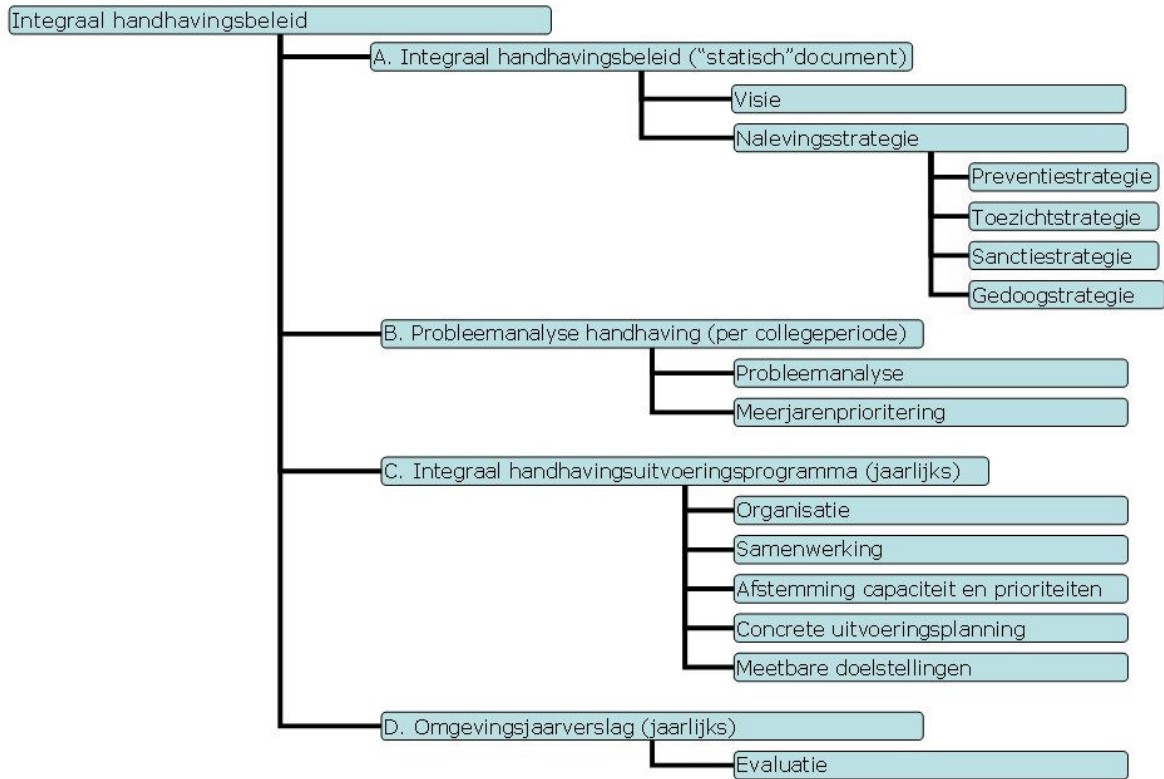 Integraal handhavingsbeleid
A. Integraal handhavingsbeleid ("statisch"document)
Visie
Nalevingsstrategie
Preventiestrategie
Toezichtstrategie
Sanctiestrategie
Gedoogstrategie
B. Probleemanalyse handhaving (per collegeperiode)
Probleemanalyse
Meerjarenprioritering
C. Integraal handhavingsuitvoeringsprogramma (jaarlijks)
Organisatie
Samenwerking
Afstemming capaciteit en prioriteiten
Concrete uitvoeringsplanning
Meetbare doelstellingen
D. Omgevingsjaarverslag (jaarlijks)
Evaluatie